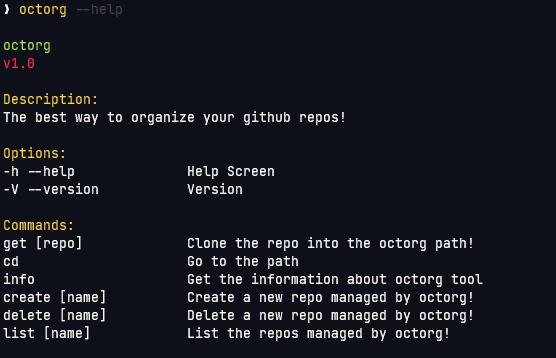 ❯ octorg --help
octorg
v1.0
Description:
The best way to organize your github repos!
Options:
-h --help Help Screen
-V --version Version
Commands:
get [repo] Clone the repo into the octorg path!
cd Go to the path
info Get the information about octorg tool
create [name] Create a new repo managed by octorg!
delete [name] Delete a new repo managed by octorg!
list [name] List the repos managed by octorg!